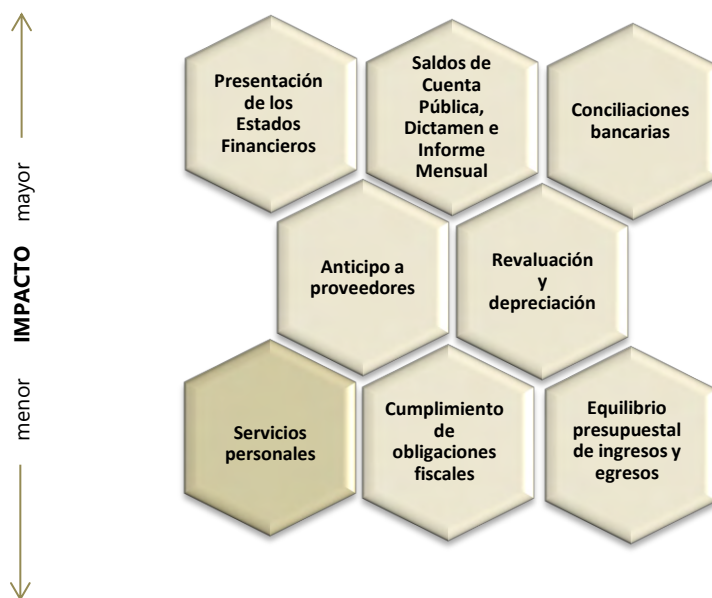 Presentación
de los
Estados
Financieros
Saldos de
Cuenta
Pública,
Dictamen e
Informe
Mensual
Conciliaciones
bancarias
Anticipo a
proveedores
Revaluación
y
depreciación
Servicios
personales
Cumplimiento
de
obligaciones
fiscales
Equilibrio
presupuestal
de ingresos y
egresos
menor IMPACTO mayor